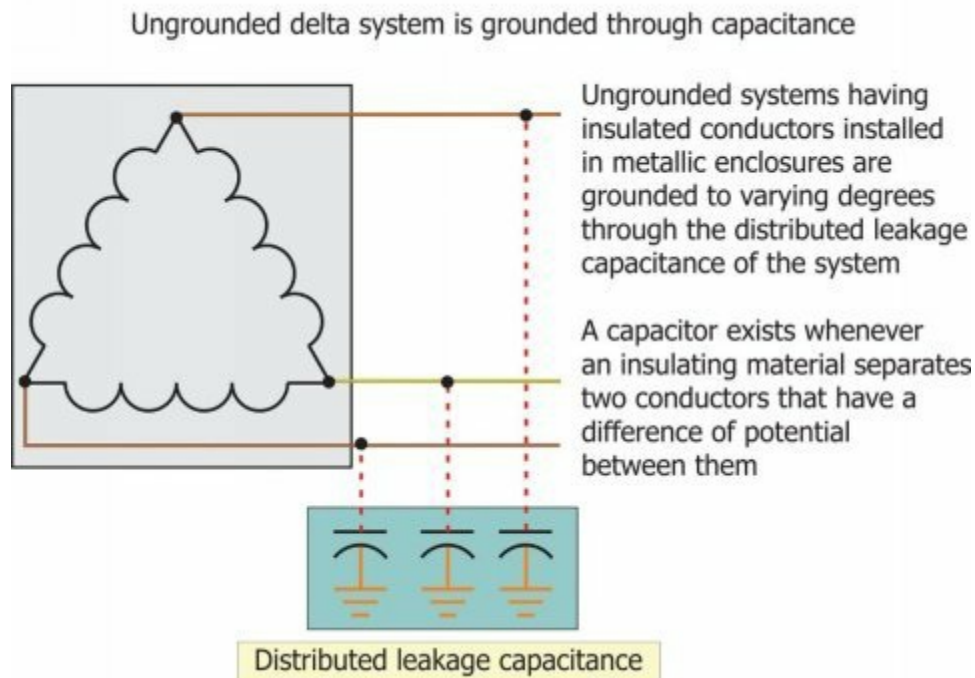 Ungrounded delta system is grounded through capacitance
Ungrounded systems having
insulated conductors installed
in metallic enclosures are
grounded to varying degrees
through the distributed leakage
capacitance of the system
A capacitor exists whenever
an insulating material separates
two conductors that have a
difference of potential
between them
Distributed leakage capacitance